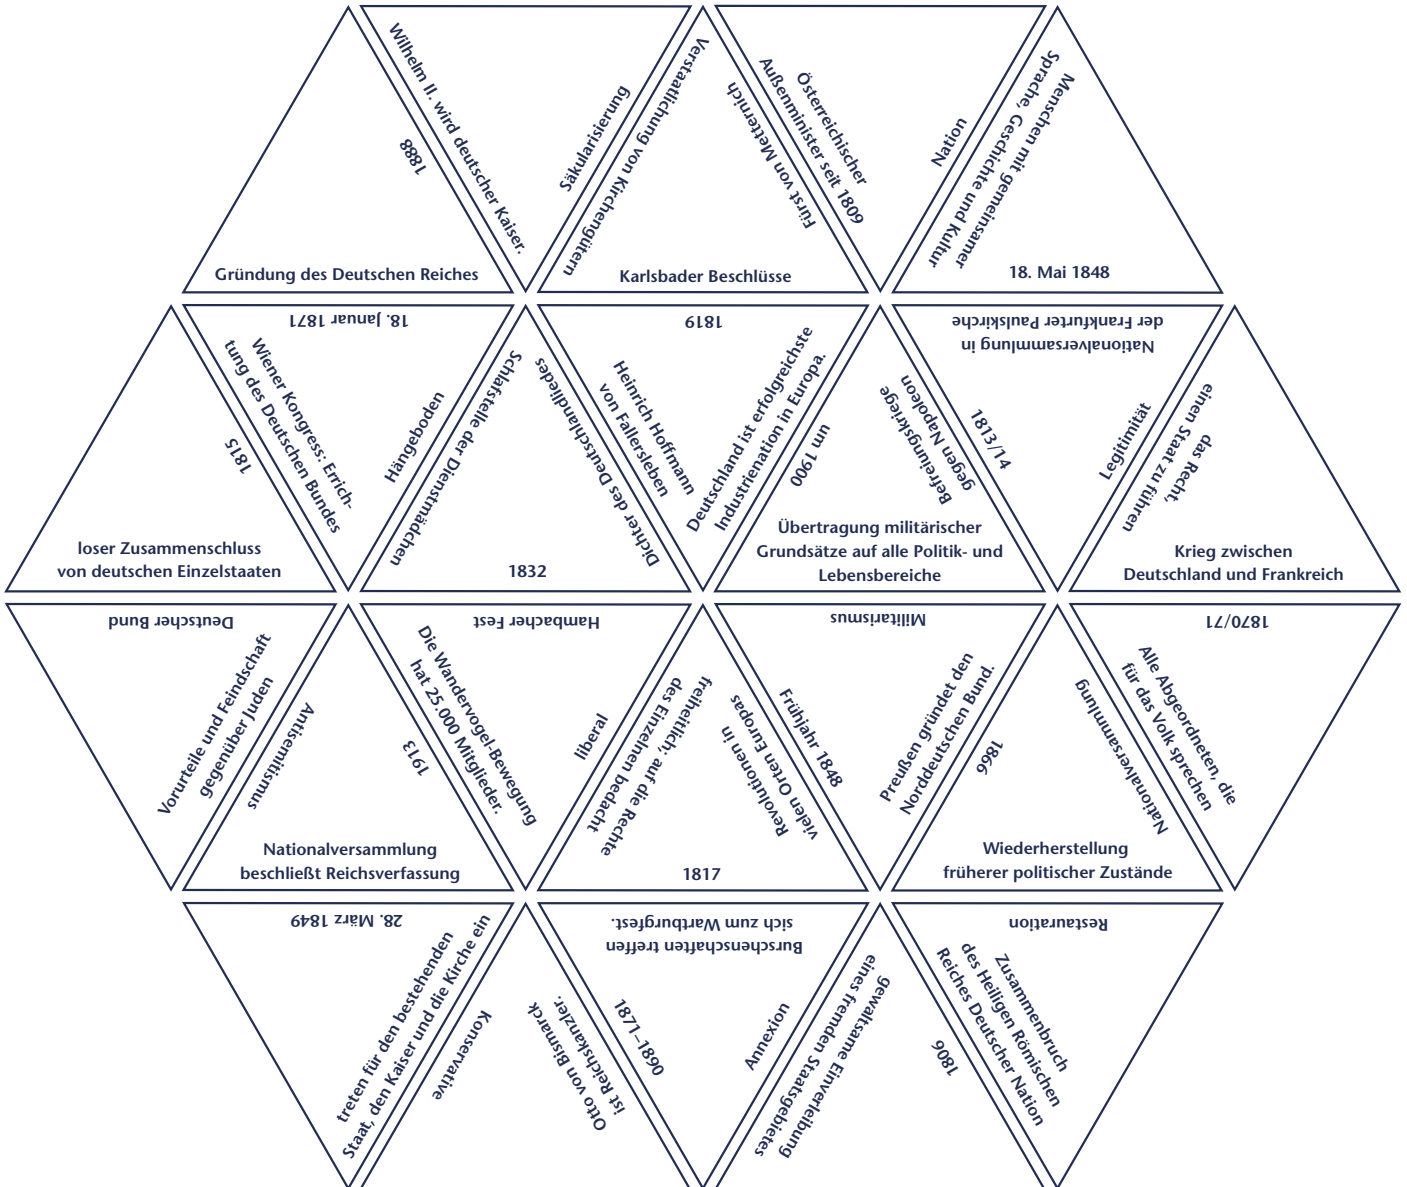 Wilhelm II. wird deutscher Kaiser.
1888
Säkularisierung
Verstaatlichung von Kirchengütern
Fürst von Metternich
Österreichischer
Außenminister seit 1809
Nation
Menschen mit gemeinsamer
Sprache, Geschichte und Kultur
Gründung des Deutschen Reiches
Karlsbader Beschlüsse
18. Mai 1848
18. Januar 1871
1819
Nationalversammlung in
der Frankfurter Paulskirche
1815
Wiener Kongress: Errich-
tung des Deutschen Bundes
Hängeboden
Schlafstelle der Dienstmädchen
Dichter des Deutschlandliedes
Heinrich Hoffmann
von Fallersleben
Deutschland ist erfolgreichste
Industrienation in Europa.
um 1900
Befreiungskriege
gegen Napoleon
1813/14
Legitimität
das Recht,
einen Staat zu führen
loser Zusammenschluss
von deutschen Einzelstaaten
1832
Übertragung militärischer
Grundsätze auf alle Politik- und
Lebensbereiche
Krieg zwischen
Deutschland und Frankreich
Deutscher Bund
Hambacher Fest
Militarismus
1870/71
Vorurteile und Feindschaft
gegenüber Juden
Antisemitismus
1913
Die Wandervogel-Bewegung
hat 25.000 Mitglieder.
liberal
freiheitlich; auf die Rechte
des Einzelnen bedacht
Revolutionen in
vielen Orten Europas
Frühjahr 1848
Preußen gründet den
Norddeutschen Bund.
1866
Nationalversammlung
Alle Abgeordneten, die
für das Volk sprechen
Nationalversammlung
beschließt Reichsverfassung
1817
Wiederherstellung
früherer politischer Zustände
28. März 1849
Burschenschaften treffen
sich zum Wartburgfest.
Restauration
treten für den bestehenden
Staat, den Kaiser und die Kirche ein
Konservative
Otto von Bismarck
ist Reichskanzler.
1871–1890
Annexion
gewaltsame Einverleibung
eines fremden Staatsgebietes
1806
Zusammenbruch
des Heiligen Römischen
Reiches Deutscher Nation